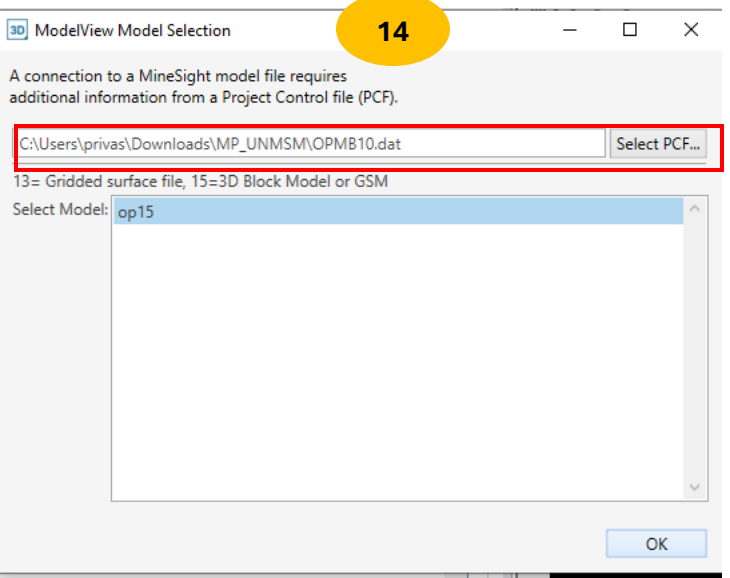 3D ModelView Model Selection
14
A connection to a MineSight model file requires
additional information from a Project Control file (PCF).
C:\Users\privas\Downloads\MP_UNMSM\OPMB10.dat
Select PCF...
13= Gridded surface file, 15=3D Block Model or GSM
Select Model: op15
OK